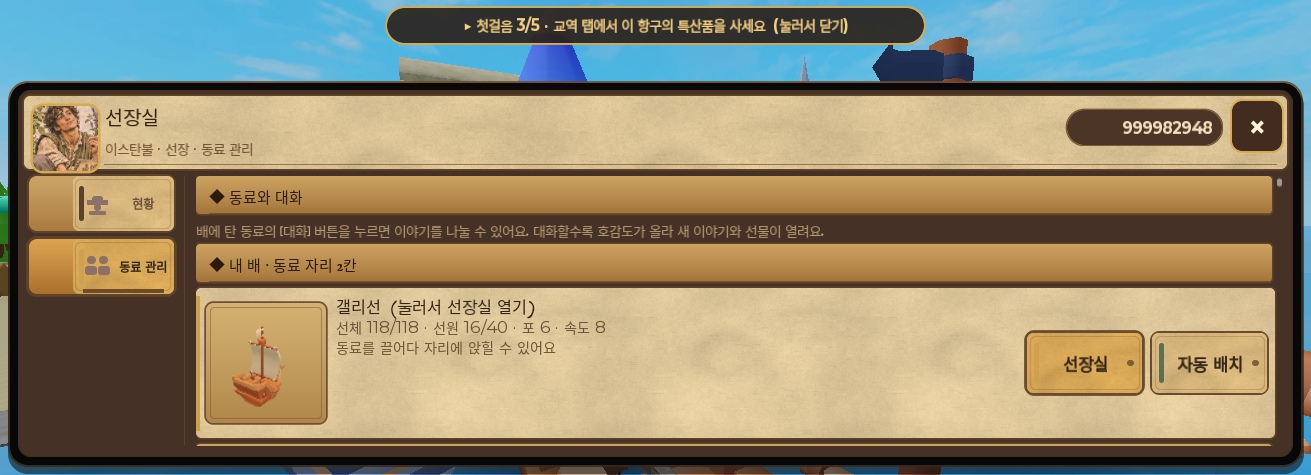 ▸ 첫걸음 3/5 · 교역 탭에서 이 항구의 특산품을 사세요 (눌러서 닫기)
선장실
이스탄불 · 선장 · 동료 관리
999982948
×
현황
동료 관리
◆ 동료와 대화
배에 탄 동료의 [대화] 버튼을 누르면 이야기를 나눌 수 있어요. 대화할수록 호감도가 올라 새 이야기와 선물이 열려요.
◆ 내 배 · 동료 자리 2칸
갤리선 (눌러서 선장실 열기)
선체 118/118 · 선원 16/40 · 포 6 · 속도 8
동료를 끌어다 자리에 앉힐 수 있어요
선장실
자동 배치